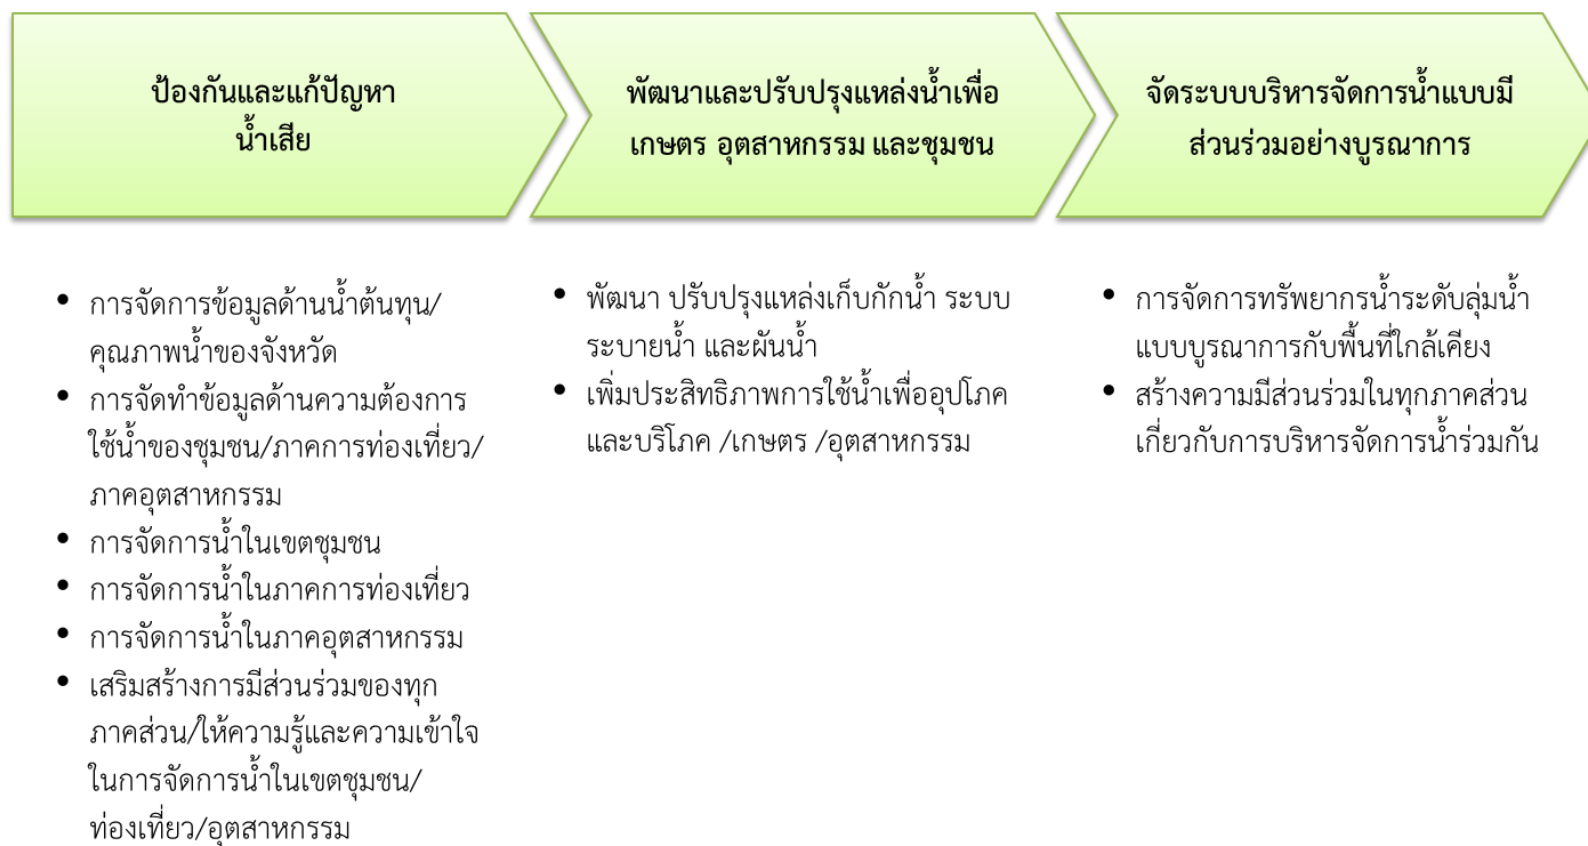 ป้องกันและแก้ปัญหา
น้ำเสีย
พัฒนาและปรับปรุงแหล่งน้ำเพื่อ
เกษตร อุตสาหกรรม และชุมชน
จัดระบบบริหารจัดการน้ำแบบมี
ส่วนร่วมอย่างบูรณาการ
• การจัดการข้อมูลด้านน้ำต้นทุน/
คุณภาพน้ำของจังหวัด
• การจัดทำข้อมูลด้านความต้องการ
ใช้น้ำของชุมชน/ภาคการท่องเที่ยว/
ภาคอุตสาหกรรม
• การจัดการน้ำในเขตชุมชน
• การจัดการน้ำในภาคการท่องเที่ยว
• การจัดการน้ำในภาคอุตสาหกรรม
• เสริมสร้างการมีส่วนร่วมของทุก
ภาคส่วน/ให้ความรู้และความเข้าใจ
ในการจัดการน้ำในเขตชุมชน/
ท่องเที่ยว/อุตสาหกรรม
• พัฒนา ปรับปรุงแหล่งเก็บกักน้ำ ระบบ
ระบายน้ำ และผันน้ำ
• เพิ่มประสิทธิภาพการใช้น้ำเพื่ออุปโภค
และบริโภค /เกษตร /อุตสาหกรรม
• การจัดการทรัพยากรน้ำระดับลุ่มน้ำ
แบบบูรณาการกับพื้นที่ใกล้เคียง
• สร้างความมีส่วนร่วมในทุกภาคส่วน
เกี่ยวกับการบริหารจัดการน้ำร่วมกัน